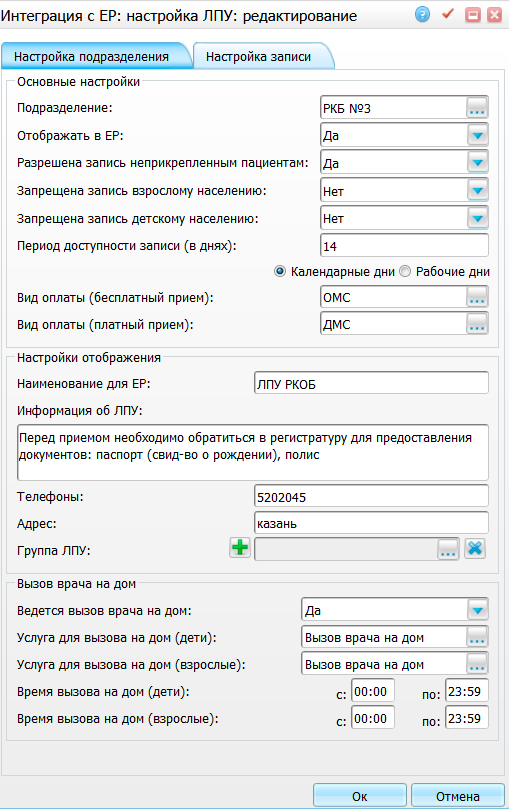 Интеграция с ЕР: настройка ЛПУ: редактирование
Настройка подразделения Настройка записи
Основные настройки
Подразделение: РКБ №3 ...
Отображать в ЕР: Да
Разрешена запись неприкрепленным пациентам: Да
Запрещена запись взрослому населению: Нет
Запрещена запись детскому населению: Нет
Период доступности записи (в днях): 14
Календарные дни Рабочие дни
Вид оплаты (бесплатный прием): ОМС ...
Вид оплаты (платный прием): ДМС ...
Настройки отображения
Наименование для ЕР: ЛПУ РКОБ
Информация об ЛПУ:
Перед приемом необходимо обратиться в регистратуру для предоставления
документов: паспорт (свид-во о рождении), полис
Телефоны: 5202045
Адрес: казань
Группа ЛПУ: ...
Вызов врача на дом
Ведется вызов врача на дом: Да
Услуга для вызова на дом (дети): Вызов врача на дом ...
Услуга для вызова на дом (взрослые): Вызов врача на дом ...
Время вызова на дом (дети): с: 00:00 по: 23:59
Время вызова на дом (взрослые): с: 00:00 по: 23:59
Ок Отмена